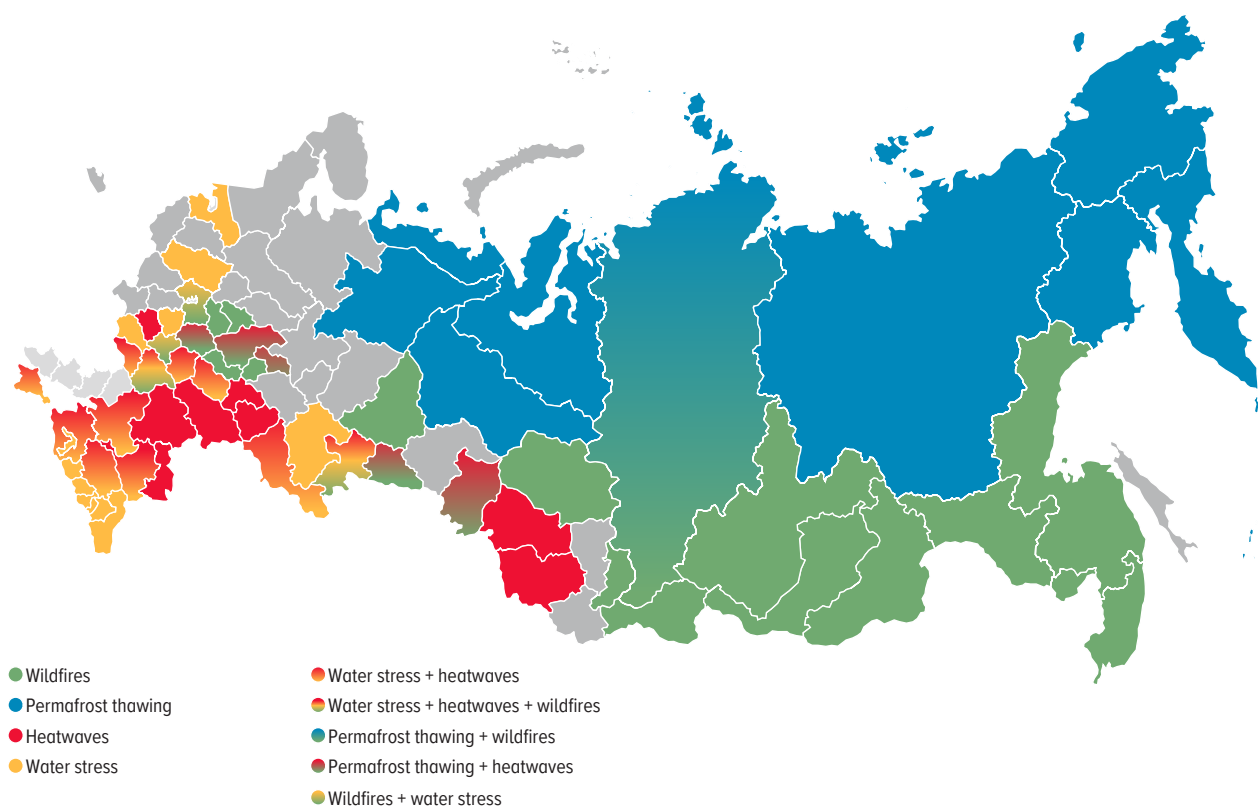 Wildfires
Permafrost thawing
Heatwaves
Water stress
Water stress + heatwaves
Water stress + heatwaves + wildfires
Permafrost thawing + wildfires
Permafrost thawing + heatwaves
Wildfires + water stress